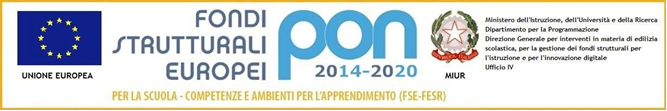 UNIONE EUROPEA
FONDI
STRUTTURALI
EUROPEI
pon
2014-2020
MIUR
Ministero dell'Istruzione, dell'Università e della Ricerca
Dipartimento per la Programmazione
Direzione Generale per interventi in materia di edilizia
scolastica, per la gestione dei fondi strutturali per
l'istruzione e per l'innovazione digitale
Ufficio IV
PER LA SCUOLA - COMPETENZE E AMBIENTI PER L'APPRENDIMENTO (FSE-FESR)